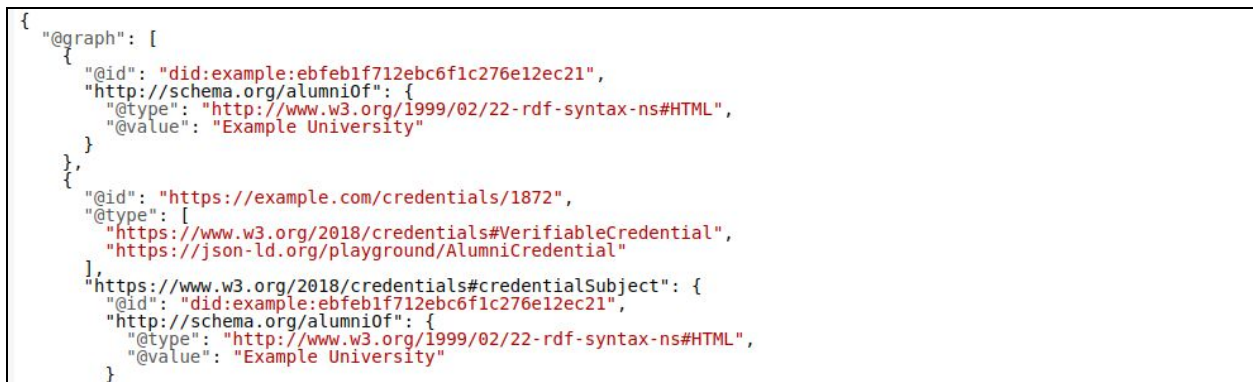 {
  "@graph": [
    {
      "@id": "did:example:ebfeb1f712ebc6f1c276e12ec21",
      "http://schema.org/alumniOf": {
        "@type": "http://www.w3.org/1999/02/22-rdf-syntax-ns#HTML",
        "@value": "Example University"
      }
    },
    {
      "@id": "https://example.com/credentials/1872",
      "@type": [
        "https://www.w3.org/2018/credentials#VerifiableCredential",
        "https://json-ld.org/playground/AlumniCredential"
      ],
      "https://www.w3.org/2018/credentials#credentialSubject": {
        "@id": "did:example:ebfeb1f712ebc6f1c276e12ec21",
        "http://schema.org/alumniOf": {
          "@type": "http://www.w3.org/1999/02/22-rdf-syntax-ns#HTML",
          "@value": "Example University"
        }